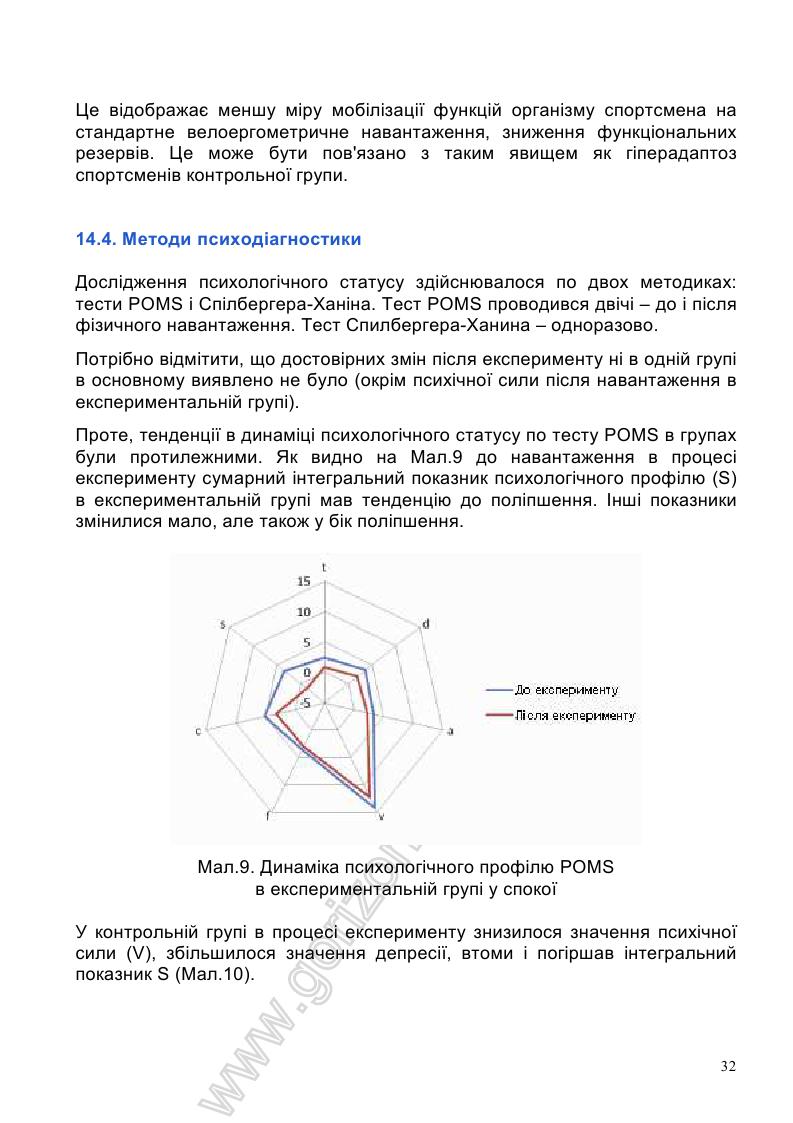 Це відображає меншу міру мобілізації функцій організму спортсмена на
стандартне велоергометричне навантаження, зниження функціональних
резервів. Це може бути пов'язано з таким явищем як гіперадаптоз
спортсменів контрольної групи.
14.4. Методи психодіагностики
Дослідження психологічного статусу здійснювалося по двох методиках:
тести POMS і Спілбергера-Ханіна. Тест POMS проводився двічі – до і після
фізичного навантаження. Тест Спилбергера-Ханина – одноразово.
Потрібно відмітити, що достовірних змін після експерименту ні в одній групі
в основному виявлено не було (окрім психічної сили після навантаження в
експериментальній групі).
Проте, тенденції в динаміці психологічного статусу по тесту POMS в групах
були протилежними. Як видно на Мал.9 до навантаження в процесі
експерименту сумарний інтегральний показник психологічного профілю (S)
в експериментальній групі мав тенденцію до поліпшення. Інші показники
змінилися мало, але також у бік поліпшення.
t
15
10
s
d
5
0
-5
До експерименту
Після експерименту
c
a
f
v
Мал.9. Динаміка психологічного профілю POMS
в експериментальній групі у спокої
У контрольній групі в процесі експерименту знизилося значення психічної
сили (V), збільшилося значення депресії, втоми і погіршав інтегральний
показник S (Мал.10).
32